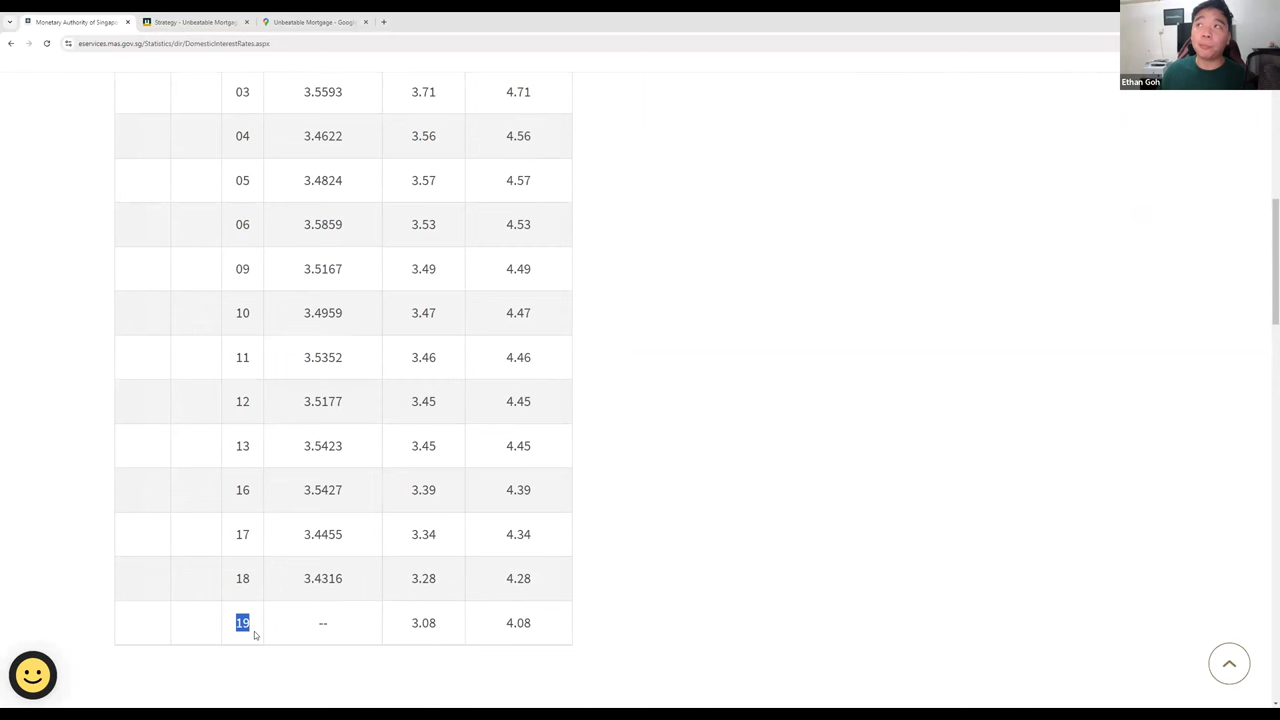 Monetary Authority of Singapo
Strategy - Unbeatable Mortgag
Unbeatable Mortgage - Google
eservices.mas.gov.sg/Statistics/dir/DomesticInterestRates.aspx
Ethan Goh
03 3.5593 3.71 4.71
04 3.4622 3.56 4.56
05 3.4824 3.57 4.57
06 3.5859 3.53 4.53
09 3.5167 3.49 4.49
10 3.4959 3.47 4.47
11 3.5352 3.46 4.46
12 3.5177 3.45 4.45
13 3.5423 3.45 4.45
16 3.5427 3.39 4.39
17 3.4455 3.34 4.34
18 3.4316 3.28 4.28
19 -- 3.08 4.08